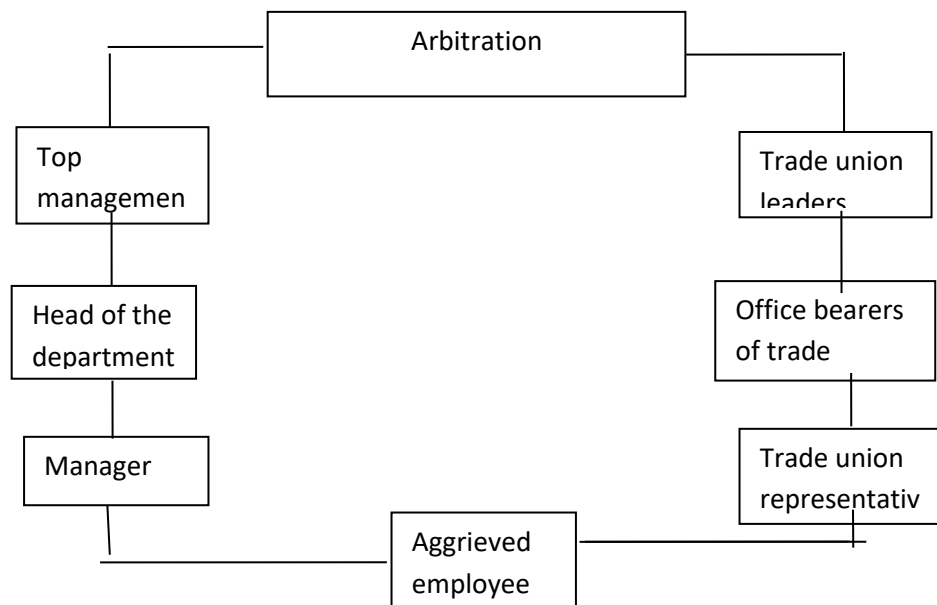 Arbitration
Top
managemen
Trade union
leaders
Head of the
department
Office bearers
of trade
Manager
Trade union
representativ
Aggrieved
employee